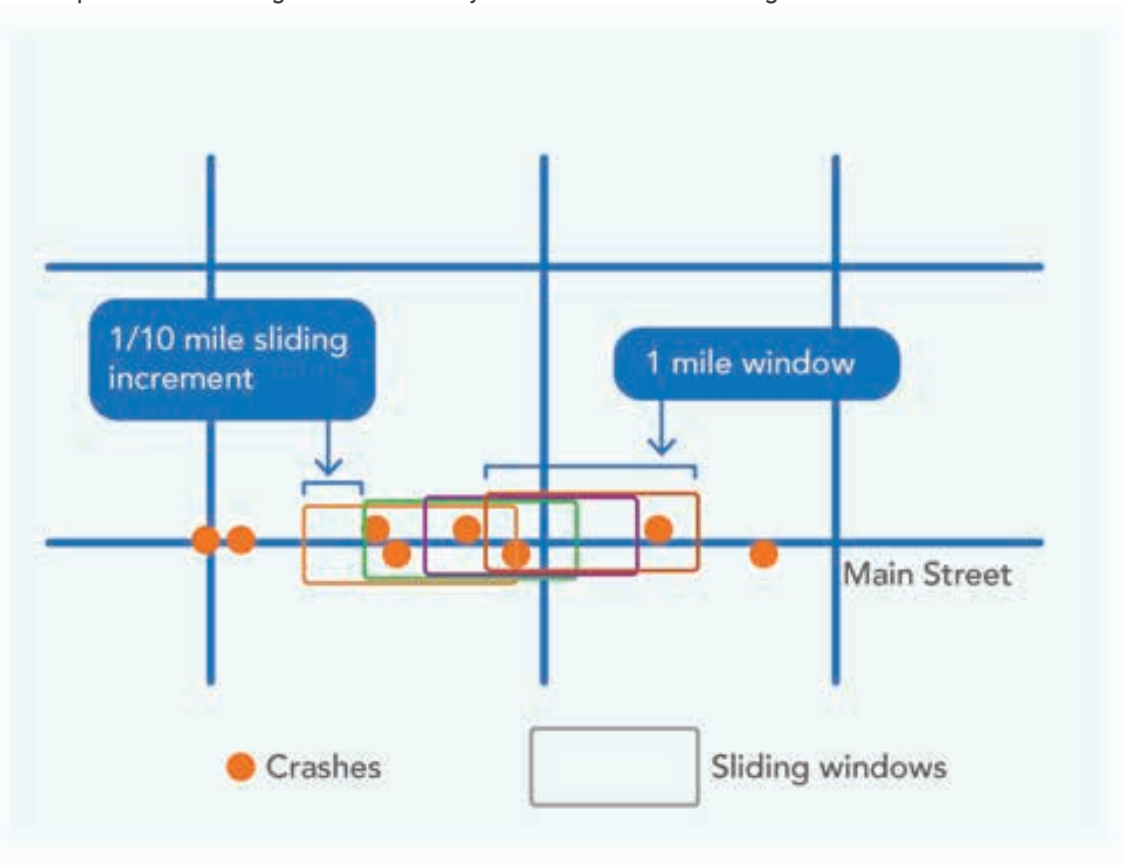 1/10 mile sliding
increment
1 mile window
Main Street
Crashes
Sliding windows